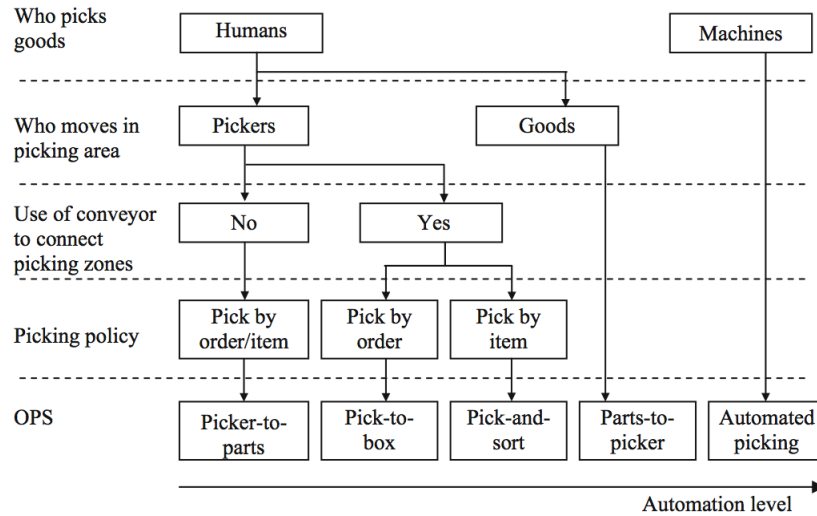 Who picks
goods
Humans
Machines
Who moves in
picking area
Pickers
Goods
Use of conveyor
to connect
picking zones
No
Yes
Picking policy
Pick by
order/item
Pick by
order
Pick by
item
OPS
Picker-to-
parts
Pick-to-
box
Pick-and-
sort
Parts-to-
picker
Automated
picking
Automation level